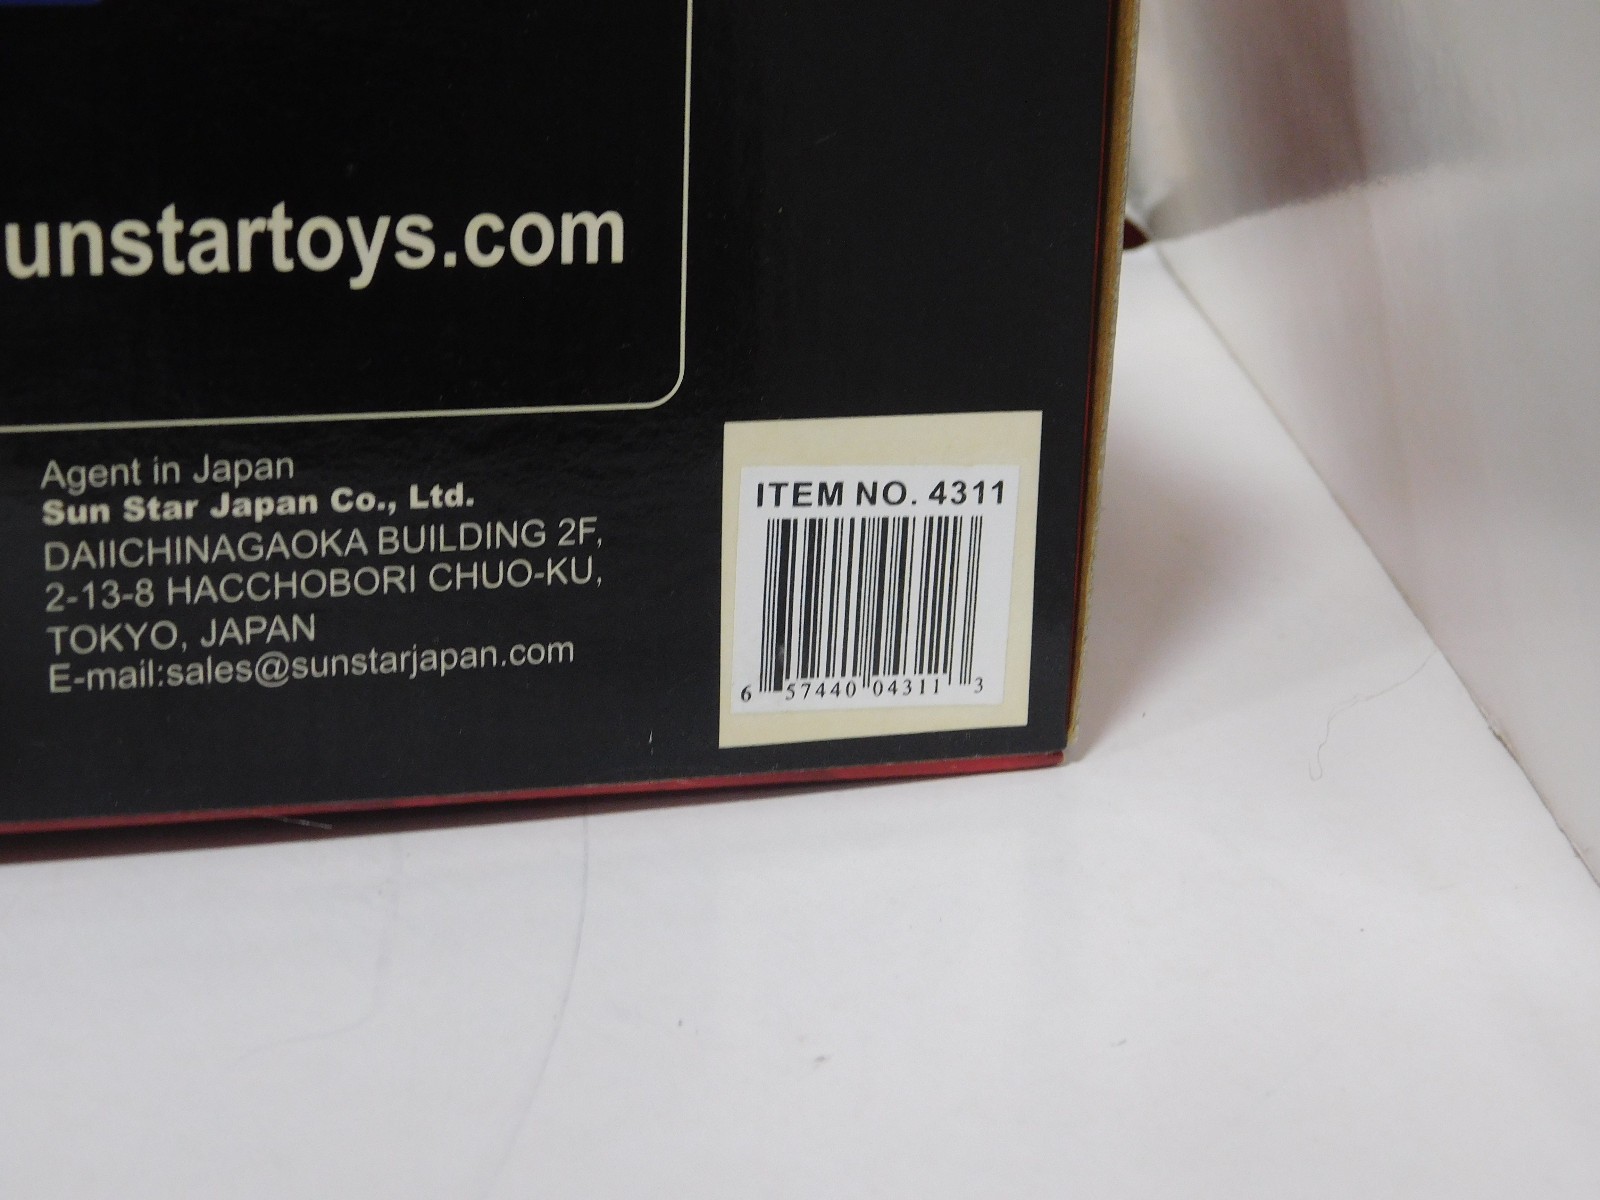 unstartoys.com
Agent in Japan
Sun Star Japan Co., Ltd.
DAIICHINAGAOKA BUILDING 2F,
2-13-8 HACCHOBORI CHUO-KU,
TOKYO, JAPAN
E-mail:sales@sunstarjapan.com
ITEM NO. 4311
6 57440 04311 3